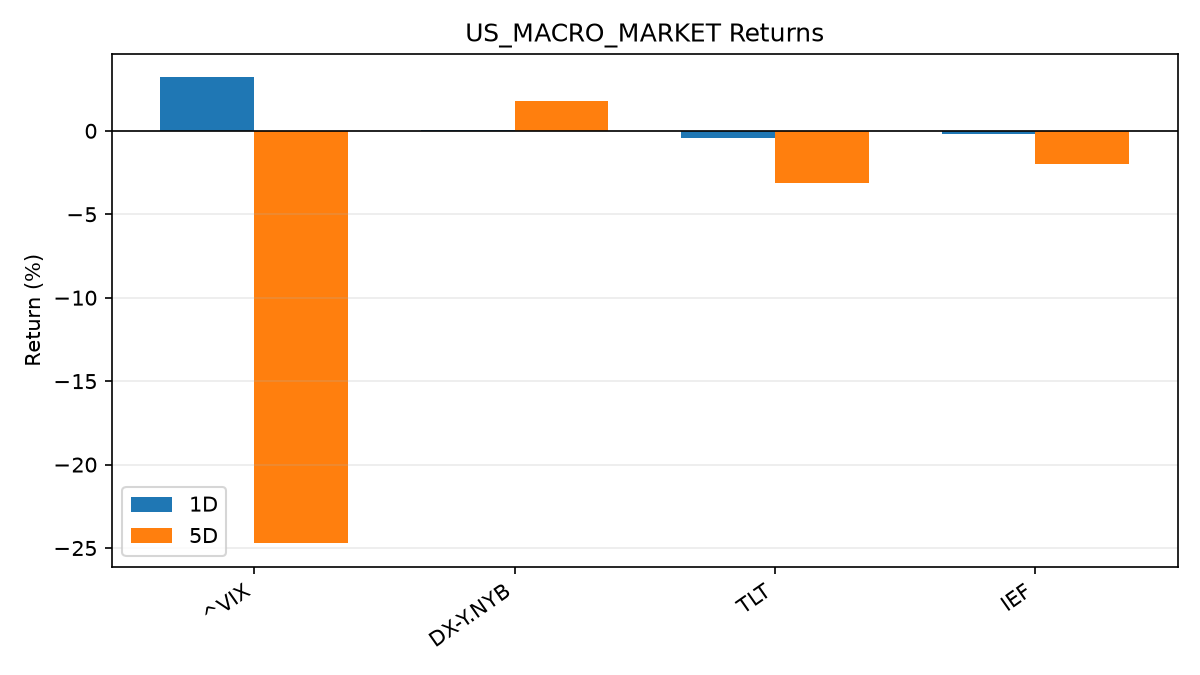 US_MACRO_MARKET Returns
Return (%)
0
−5
−10
−15
−20
−25
1D
5D
^VIX
DX-Y.NYB
TLT
IEF